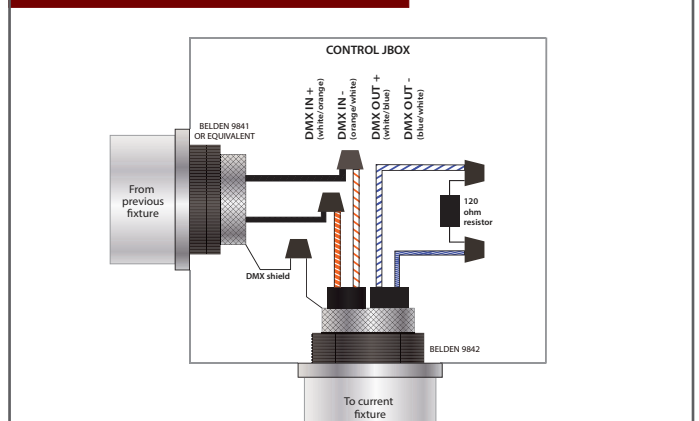 CONTROL JBOX
DMX IN +
(white/orange)
DMX IN -
(orange/white)
DMX OUT +
(white/blue)
DMX OUT -
(blue/white)
BELDEN 9841
OR EQUIVALENT
From
previous
fixture
120
ohm
resistor
DMX shield
BELDEN 9842
To current
fixture